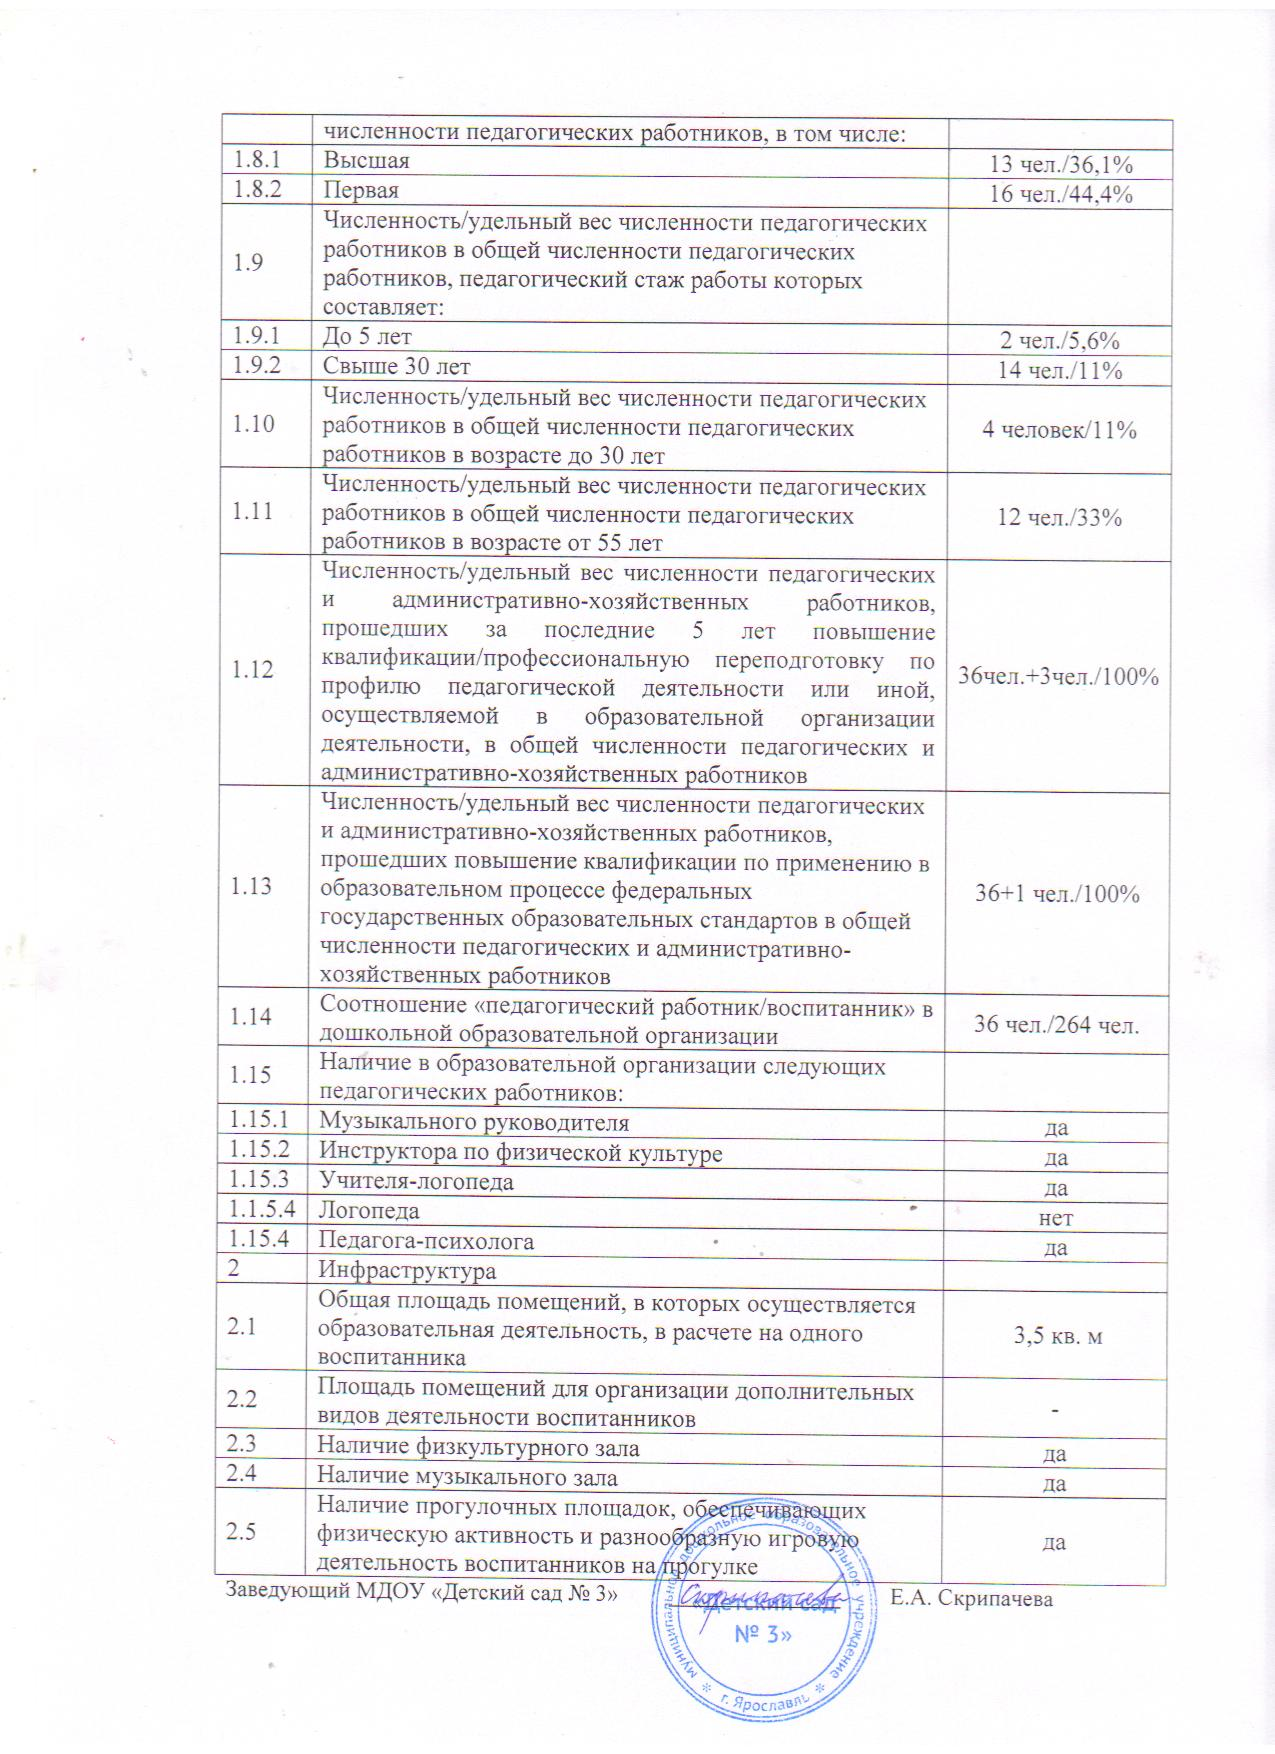 численности педагогических работников, в том числе:
1.8.1 Высшая 13 чел./36,1%
1.8.2 Первая 16 чел./44,4%
1.9
Численность/удельный вес численности педагогических
работников в общей численности педагогических
работников, педагогический стаж работы которых
составляет:
1.9.1 До 5 лет 2 чел./5,6%
1.9.2 Свыше 30 лет 14 чел./11%
1.10
Численность/удельный вес численности педагогических
работников в общей численности педагогических
работников в возрасте до 30 лет
4 человек/11%
1.11
Численность/удельный вес численности педагогических
работников в общей численности педагогических
работников в возрасте от 55 лет
12 чел./33%
1.12
Численность/удельный вес численности педагогических
и административно-хозяйственных работников,
прошедших за последние 5 лет повышение
квалификации/профессиональную переподготовку по
профилю педагогической деятельности или иной,
осуществляемой в образовательной организации
деятельности, в общей численности педагогических и
административно-хозяйственных работников
36чел.+3чел./100%
1.13
Численность/удельный вес численности педагогических
и административно-хозяйственных работников,
прошедших повышение квалификации по применению в
образовательном процессе федеральных
государственных образовательных стандартов в общей
численности педагогических и административно-
хозяйственных работников
36+1 чел./100%
1.14
Соотношение «педагогический работник/воспитанник» в
дошкольной образовательной организации
36 чел./264 чел.
1.15
Наличие в образовательной организации следующих
педагогических работников:
1.15.1 Музыкального руководителя да
1.15.2 Инструктора по физической культуре да
1.15.3 Учителя-логопеда да
1.1.5.4 Логопеда нет
1.15.4 Педагога-психолога да
2 Инфраструктура
2.1
Общая площадь помещений, в которых осуществляется
образовательная деятельность, в расчете на одного
воспитанника
3,5 кв. м
2.2
Площадь помещений для организации дополнительных
видов деятельности воспитанников
-
2.3 Наличие физкультурного зала да
2.4 Наличие музыкального зала да
2.5
Наличие прогулочных площадок, обеспечивающих
физическую активность и разнообразную игровую
деятельность воспитанников на прогулке
да
Заведующий МДОУ «Детский сад № 3» Скрипачева Е.А. Скрипачева
муниципальное дошкольное образовательное учреждение
«Детский сад
№ 3»
* г. Ярославль *